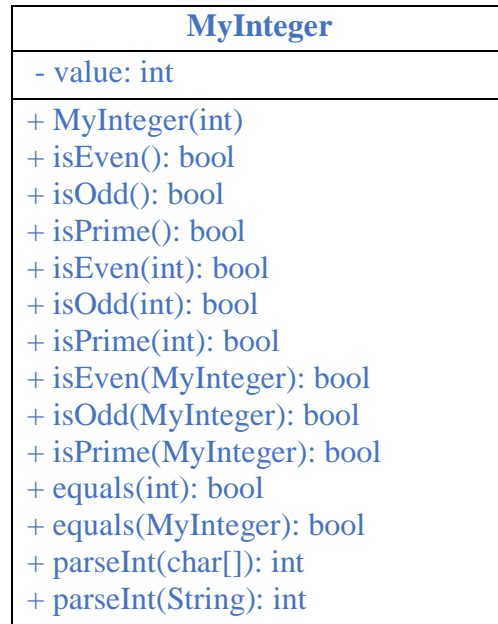 MyInteger
- value: int
+ MyInteger(int)
+ isEven(): bool
+ isOdd(): bool
+ isPrime(): bool
+ isEven(int): bool
+ isOdd(int): bool
+ isPrime(int): bool
+ isEven(MyInteger): bool
+ isOdd(MyInteger): bool
+ isPrime(MyInteger): bool
+ equals(int): bool
+ equals(MyInteger): bool
+ parseInt(char[]): int
+ parseInt(String): int